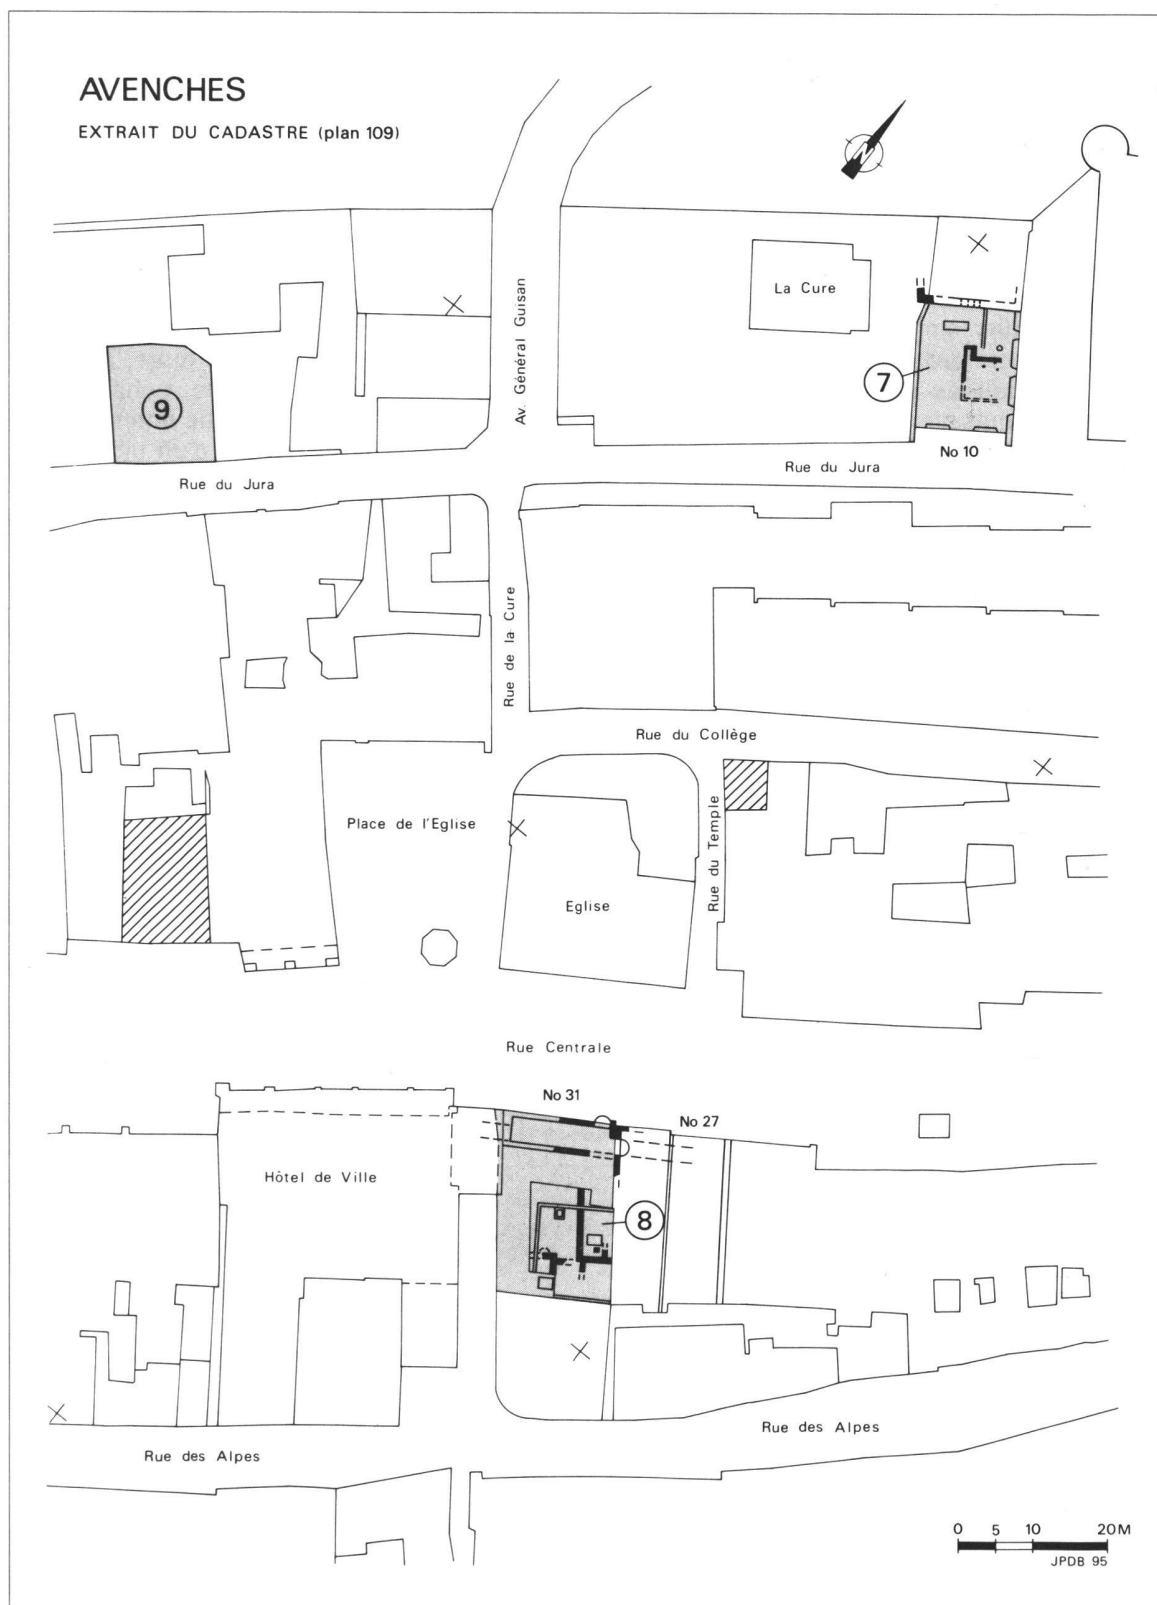 AVENCHES
EXTRAIT DU CADASTRE (plan 109)
N
La Cure
Av. Général Guisan
7
9
No 10
Rue du Jura
Rue du Jura
Rue de la Cure
Rue du Collège
Place de l'Eglise
Rue du Temple
Eglise
Rue Centrale
No 31
No 27
Hôtel de Ville
8
Rue des Alpes
Rue des Alpes
0 5 10 20M
JPDB 95